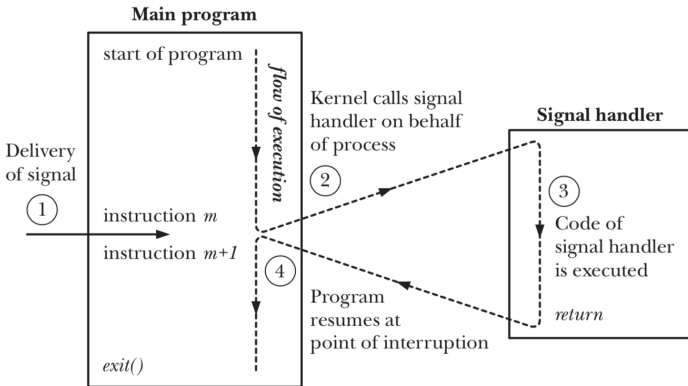 Main program
start of program
flow of execution
Kernel calls signal
handler on behalf
of process
Signal handler
Delivery
of signal
1
2
3
instruction m
instruction m+1
Code of
signal handler
is executed
4
Program
resumes at
point of interruption
return
exit()